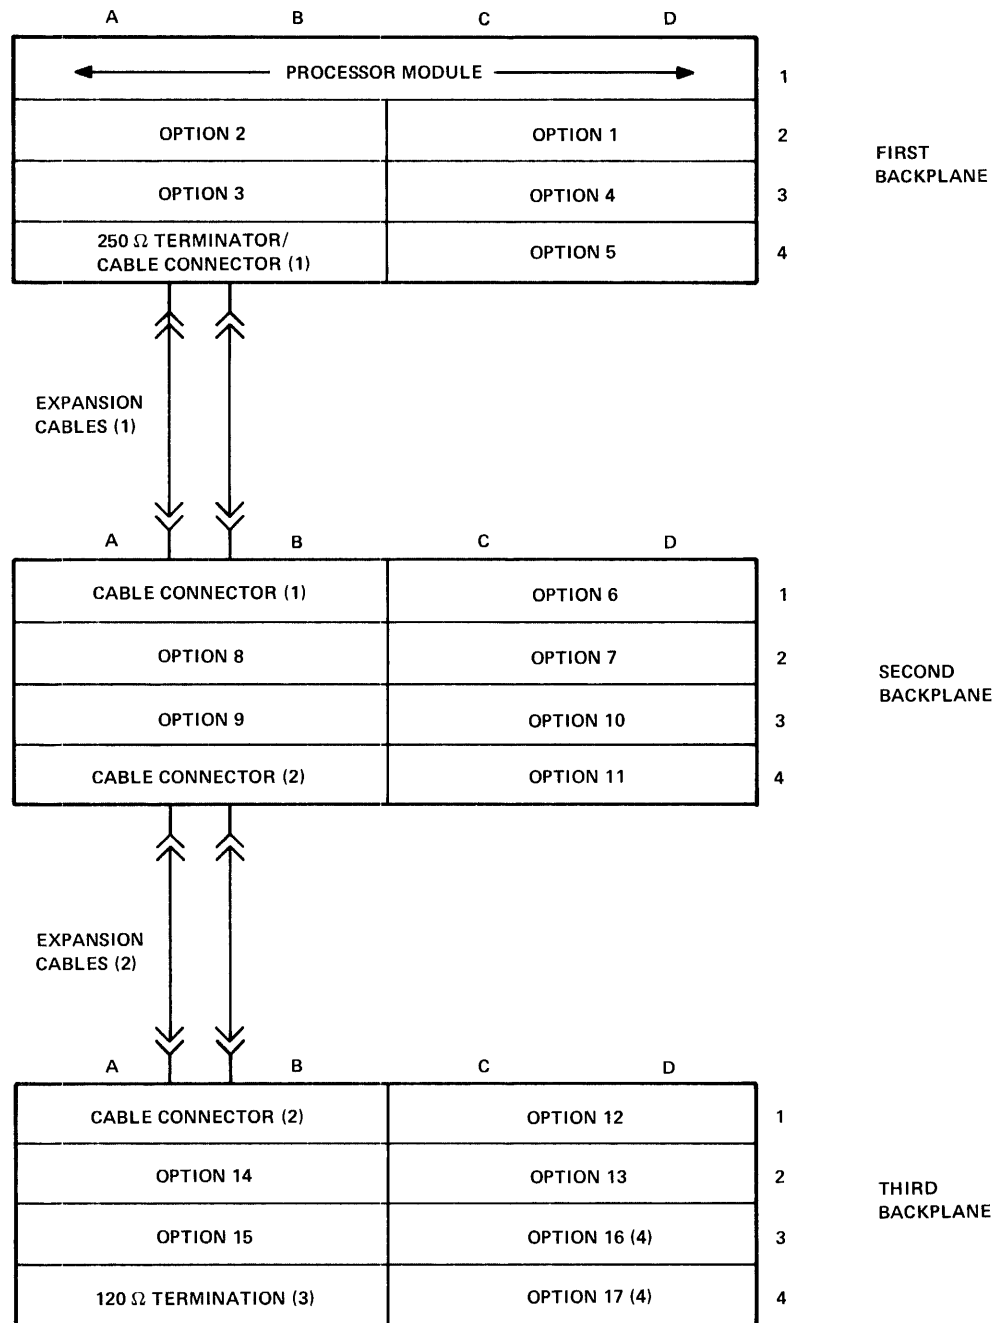 A B C D
PROCESSOR MODULE 1
OPTION 2 OPTION 1 2
FIRST
BACKPLANE
OPTION 3 OPTION 4 3
250 Ω TERMINATOR/
CABLE CONNECTOR (1) OPTION 5 4
EXPANSION
CABLES (1)
A B C D
CABLE CONNECTOR (1) OPTION 6 1
OPTION 8 OPTION 7 2
SECOND
BACKPLANE
OPTION 9 OPTION 10 3
CABLE CONNECTOR (2) OPTION 11 4
EXPANSION
CABLES (2)
A B C D
CABLE CONNECTOR (2) OPTION 12 1
OPTION 14 OPTION 13 2
THIRD
BACKPLANE
OPTION 15 OPTION 16 (4) 3
120 Ω TERMINATION (3) OPTION 17 (4) 4